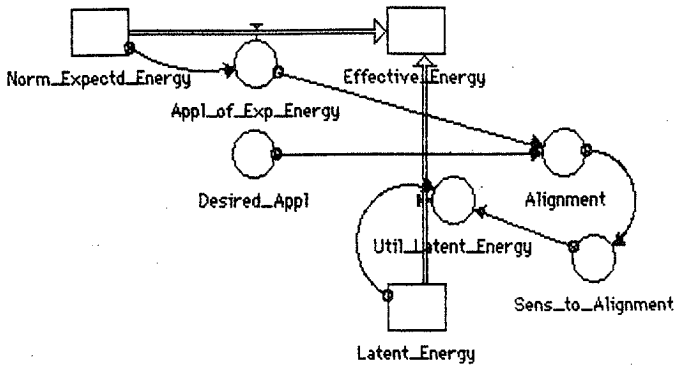 Norm_Expectd_Energy
Effective_Energy
Appl_of_Exp_Energy
Desired_Appl
Alignment
Util_Latent_Energy
Sens_to_Alignment
Latent_Energy